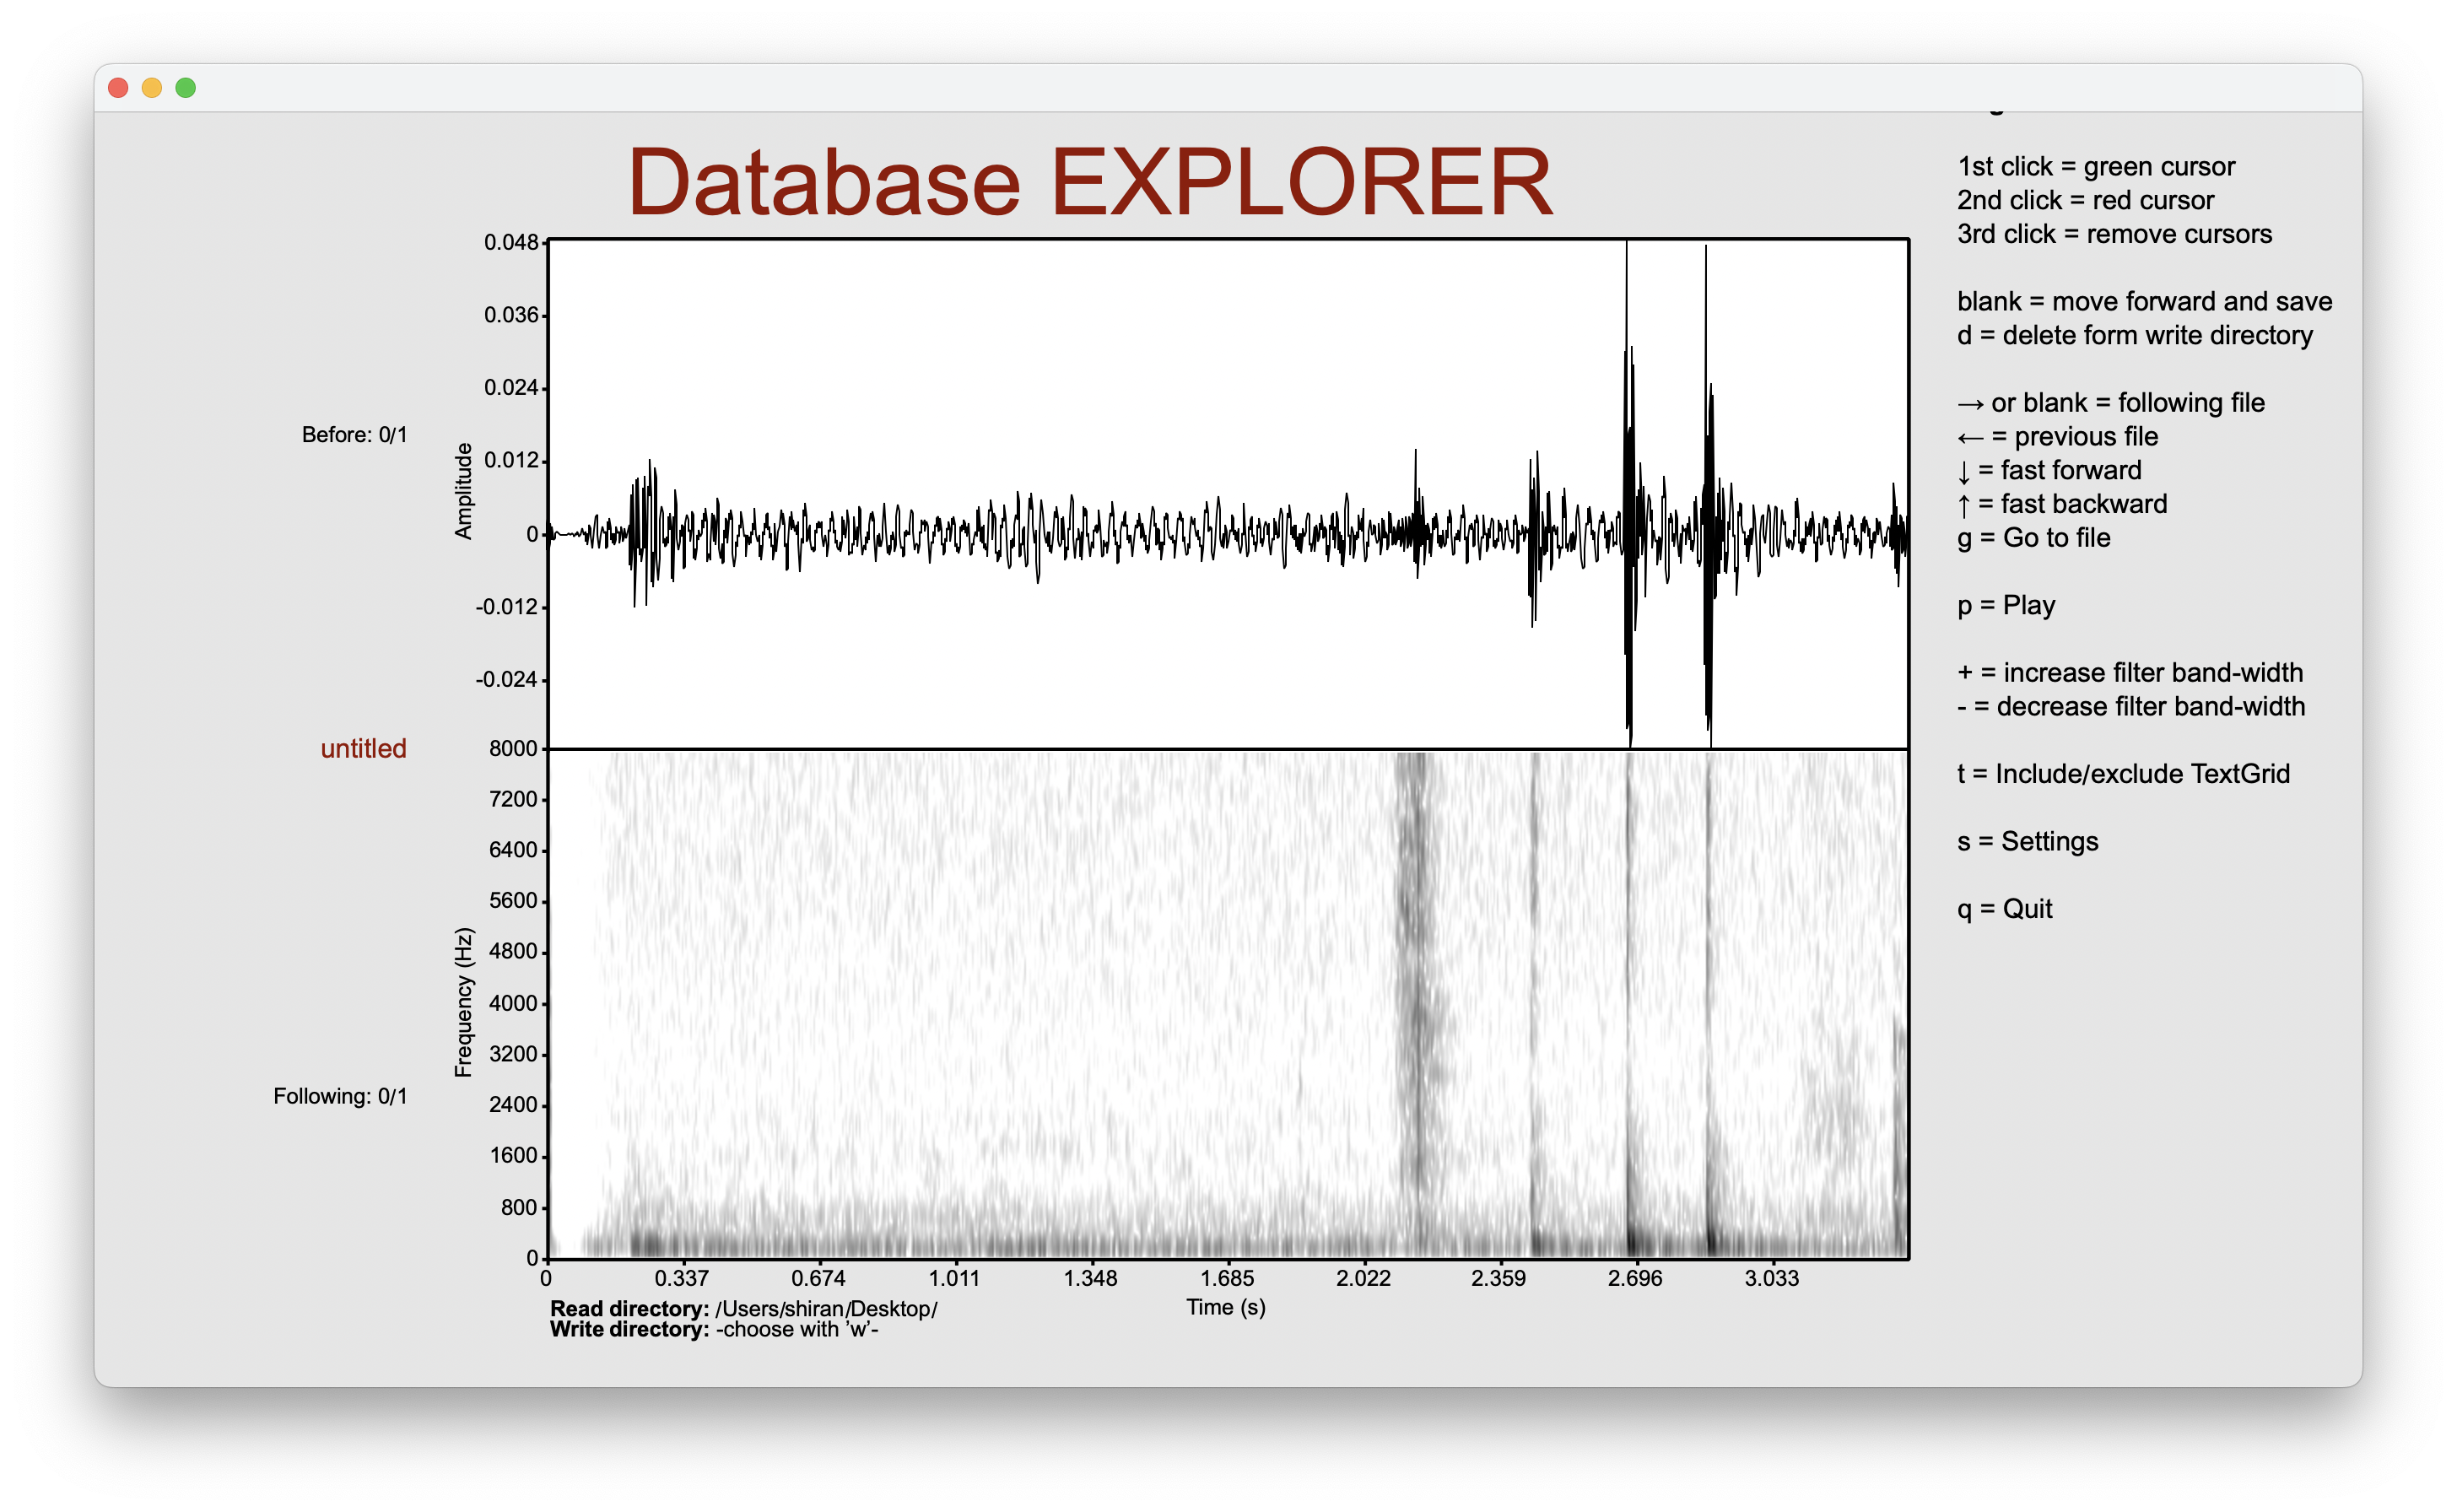 Database EXPLORER
0.048
0.036
0.024
0.012
0
-0.012
-0.024
Amplitude
Before: 0/1
untitled
Following: 0/1
8000
7200
6400
5600
4800
4000
3200
2400
1600
800
0
Frequency (Hz)
0 0.337 0.674 1.011 1.348 1.685 2.022 2.359 2.696 3.033
Time (s)
Read directory: /Users/shiran/Desktop/
Write directory: -choose with ’w’-
1st click = green cursor
2nd click = red cursor
3rd click = remove cursors
blank = move forward and save
d = delete form write directory
→ or blank = following file
← = previous file
↓ = fast forward
↑ = fast backward
g = Go to file
p = Play
+ = increase filter band-width
- = decrease filter band-width
t = Include/exclude TextGrid
s = Settings
q = Quit